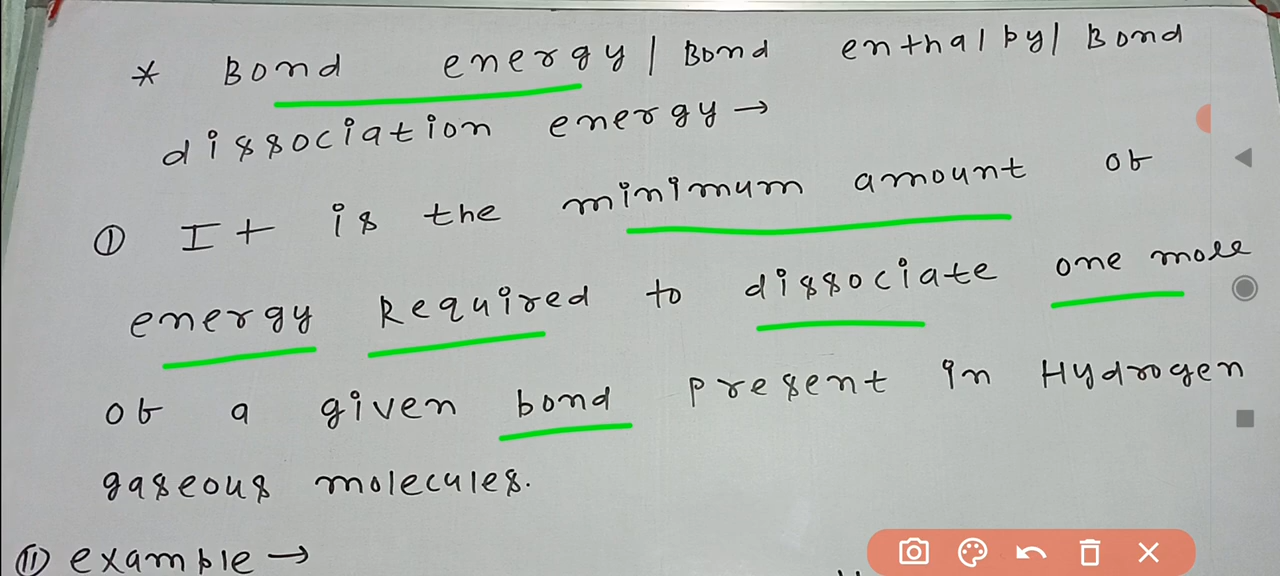 * Bond energy / Bond enthalpy / Bond
dissociation energy →
① It is the minimum amount of
energy Required to dissociate one mole
of a given bond present in Hydrogen
gaseous molecules.
⑪ example →